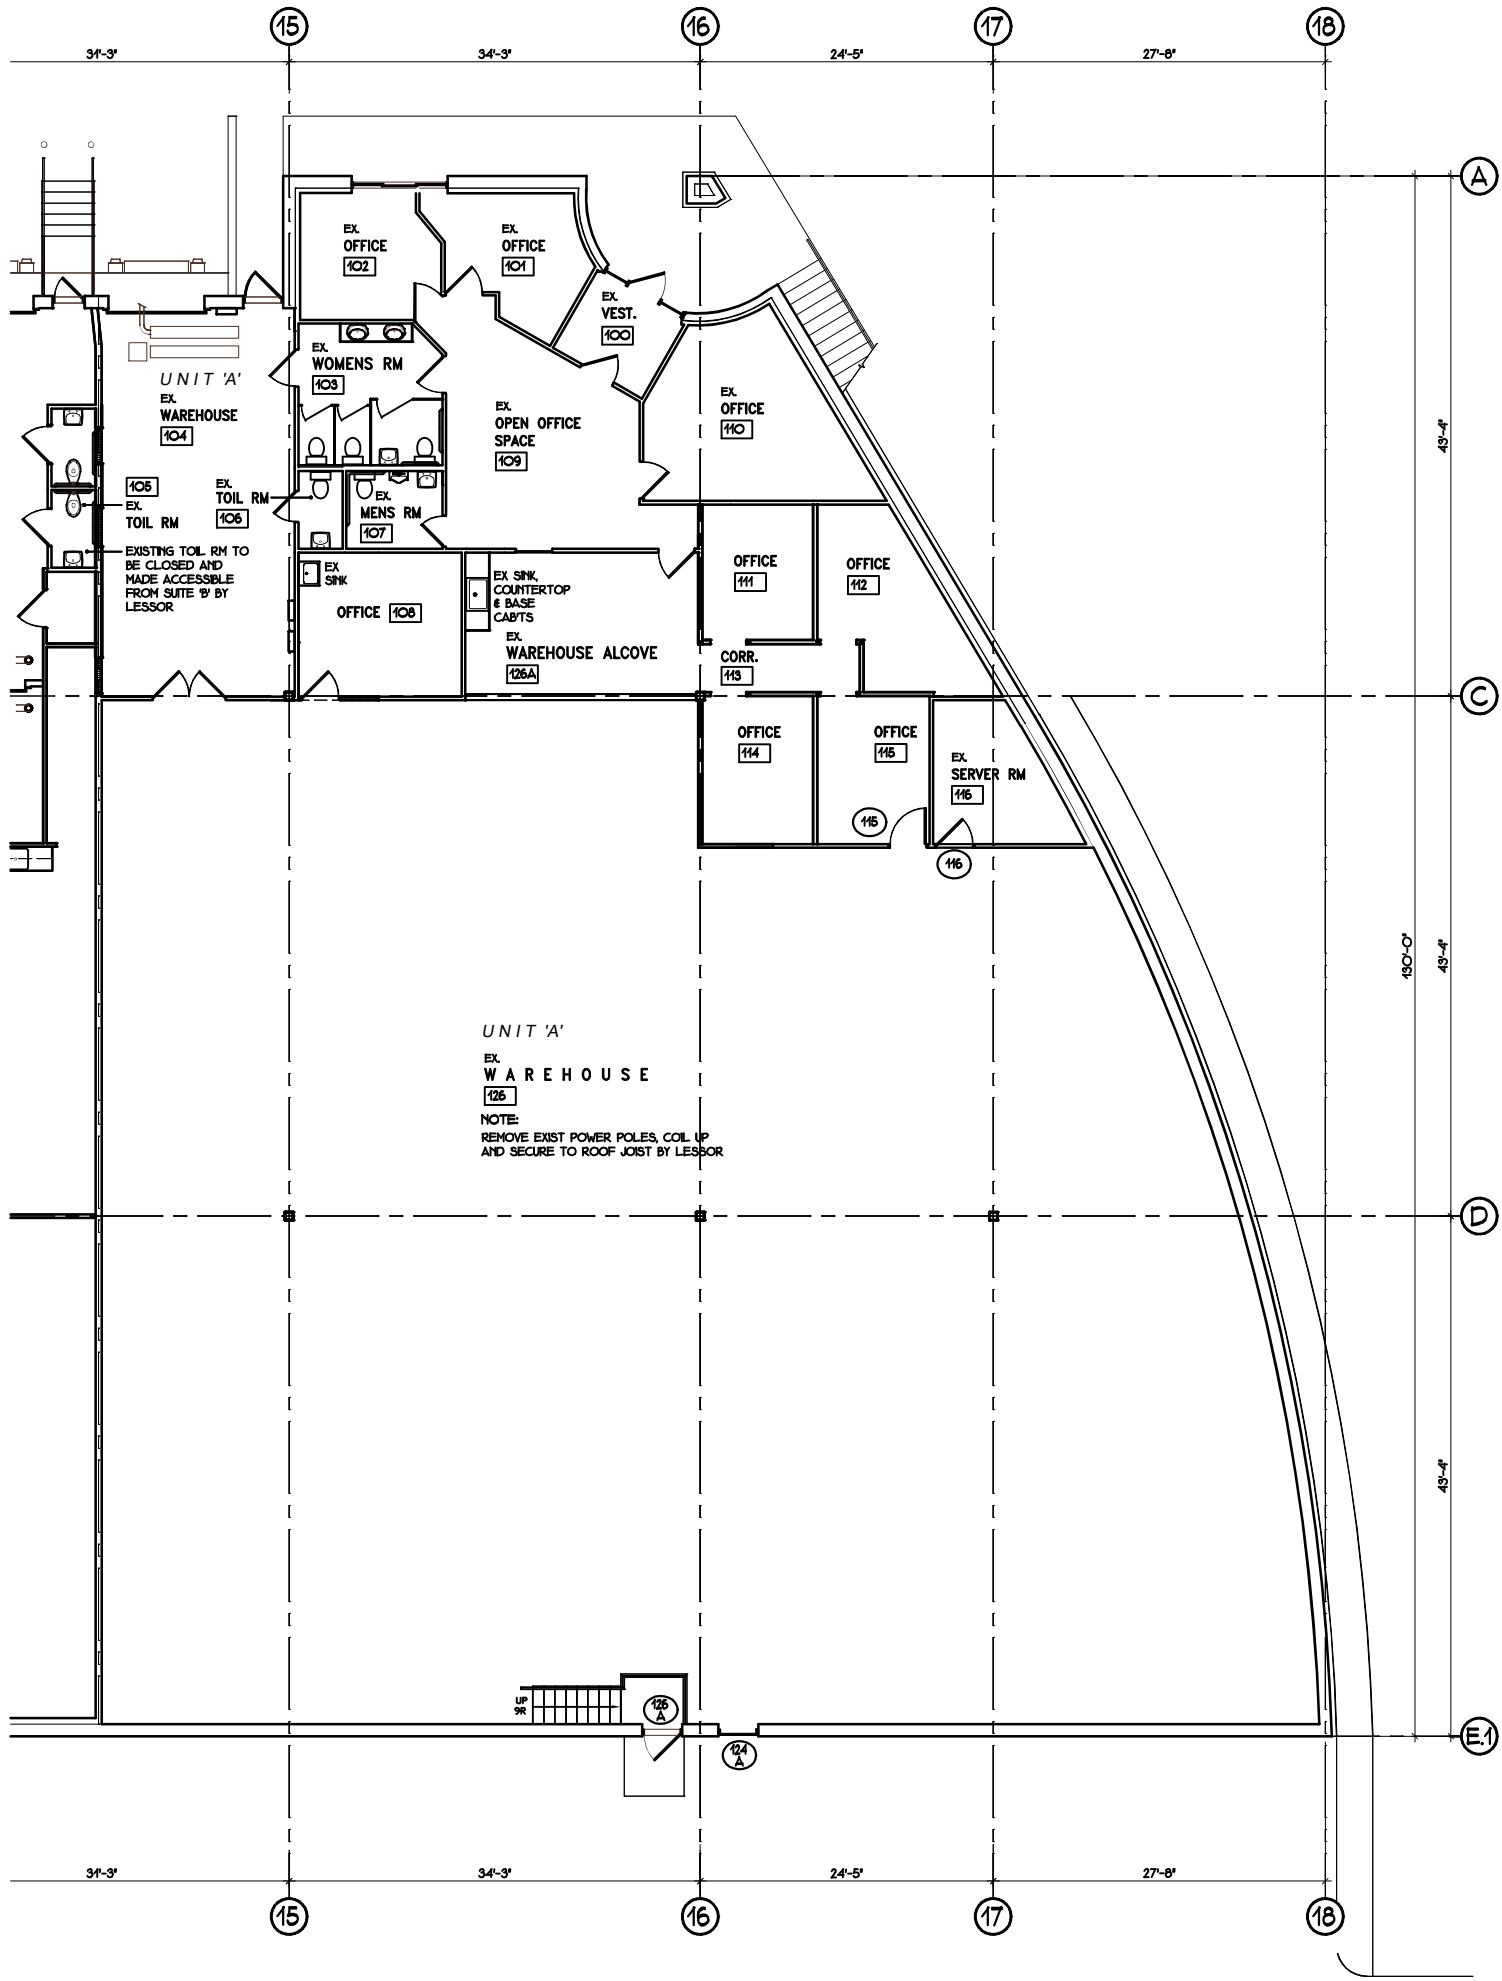 15
16
17
18
31'-3"
34'-3"
24'-5"
27'-8"
A
EX.
OFFICE
102
EX.
OFFICE
101
EX.
VEST.
100
EX.
WOMENS RM
103
UNIT 'A'
EX.
WAREHOUSE
104
EX.
OPEN OFFICE
SPACE
109
EX.
OFFICE
110
43'-4"
105
EX.
TOIL RM
EX.
TOIL RM
106
EX.
MENS RM
107
EXISTING TOIL RM TO
BE CLOSED AND
MADE ACCESSIBLE
FROM SUITE 'B' BY
LESSOR
EX
SINK
OFFICE 108
EX SINK,
COUNTERTOP
& BASE
CAB'TS
EX.
WAREHOUSE ALCOVE
126A
OFFICE
111
OFFICE
112
CORR.
113
C
OFFICE
114
OFFICE
115
EX.
SERVER RM
116
115
116
130'-0"
43'-4"
UNIT 'A'
EX.
WAREHOUSE
126
NOTE:
REMOVE EXIST POWER POLES, COIL UP
AND SECURE TO ROOF JOIST BY LESSOR
D
43'-4"
UP
9R
126
A
124
A
E.1
31'-3"
34'-3"
24'-5"
27'-8"
15
16
17
18